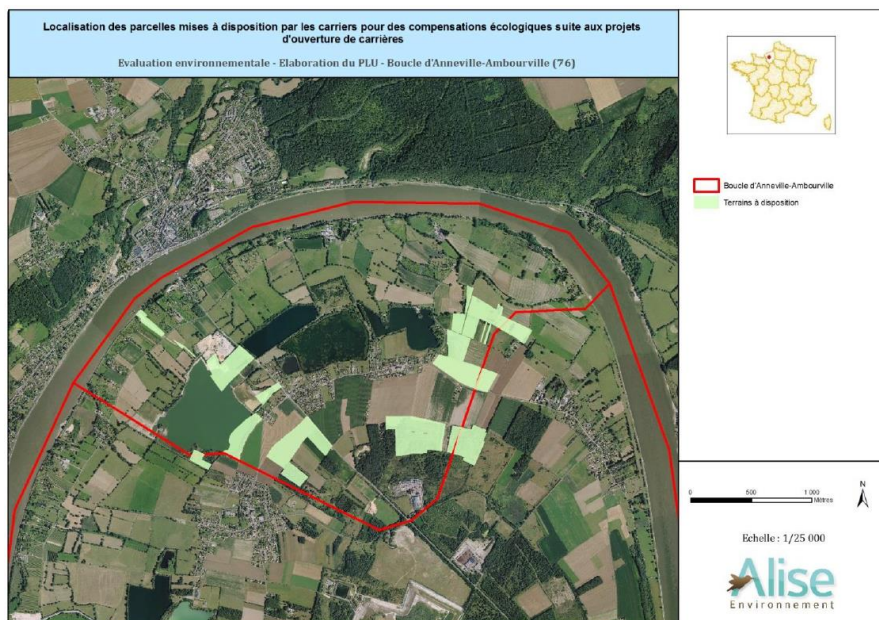 Localisation des parcelles mises à disposition par les carriers pour des compensations écologiques suite aux projets
d'ouverture de carrières
Evaluation environnementale - Elaboration du PLU - Boucle d'Anneville-Ambourville (76)
Boucle d'Anneville-Ambourville
Terrains à disposition
N
0 500 1 000
Mètres
Echelle : 1/25 000
Alise
Environnement